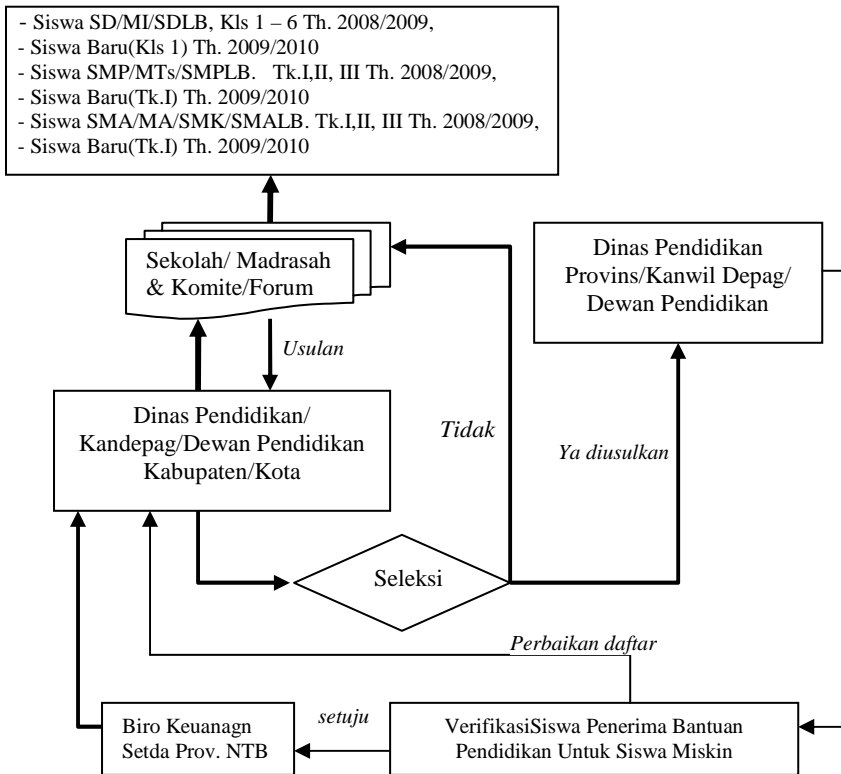 - Siswa SD/MI/SDLB, Kls 1 – 6 Th. 2008/2009,
- Siswa Baru(Kls 1) Th. 2009/2010
- Siswa SMP/MTs/SMPLB. Tk.I,II, III Th. 2008/2009,
- Siswa Baru(Tk.I) Th. 2009/2010
- Siswa SMA/MA/SMK/SMALB. Tk.I,II, III Th. 2008/2009,
- Siswa Baru(Tk.I) Th. 2009/2010
Sekolah/ Madrasah
& Komite/Forum
Dinas Pendidikan
Provins/Kanwil Depag/
Dewan Pendidikan
Usulan
Dinas Pendidikan/
Kandepag/Dewan Pendidikan
Kabupaten/Kota
Tidak
Ya diusulkan
Seleksi
Perbaikan daftar
Biro Keuanagn
Setda Prov. NTB
setuju
VerifikasiSiswa Penerima Bantuan
Pendidikan Untuk Siswa Miskin